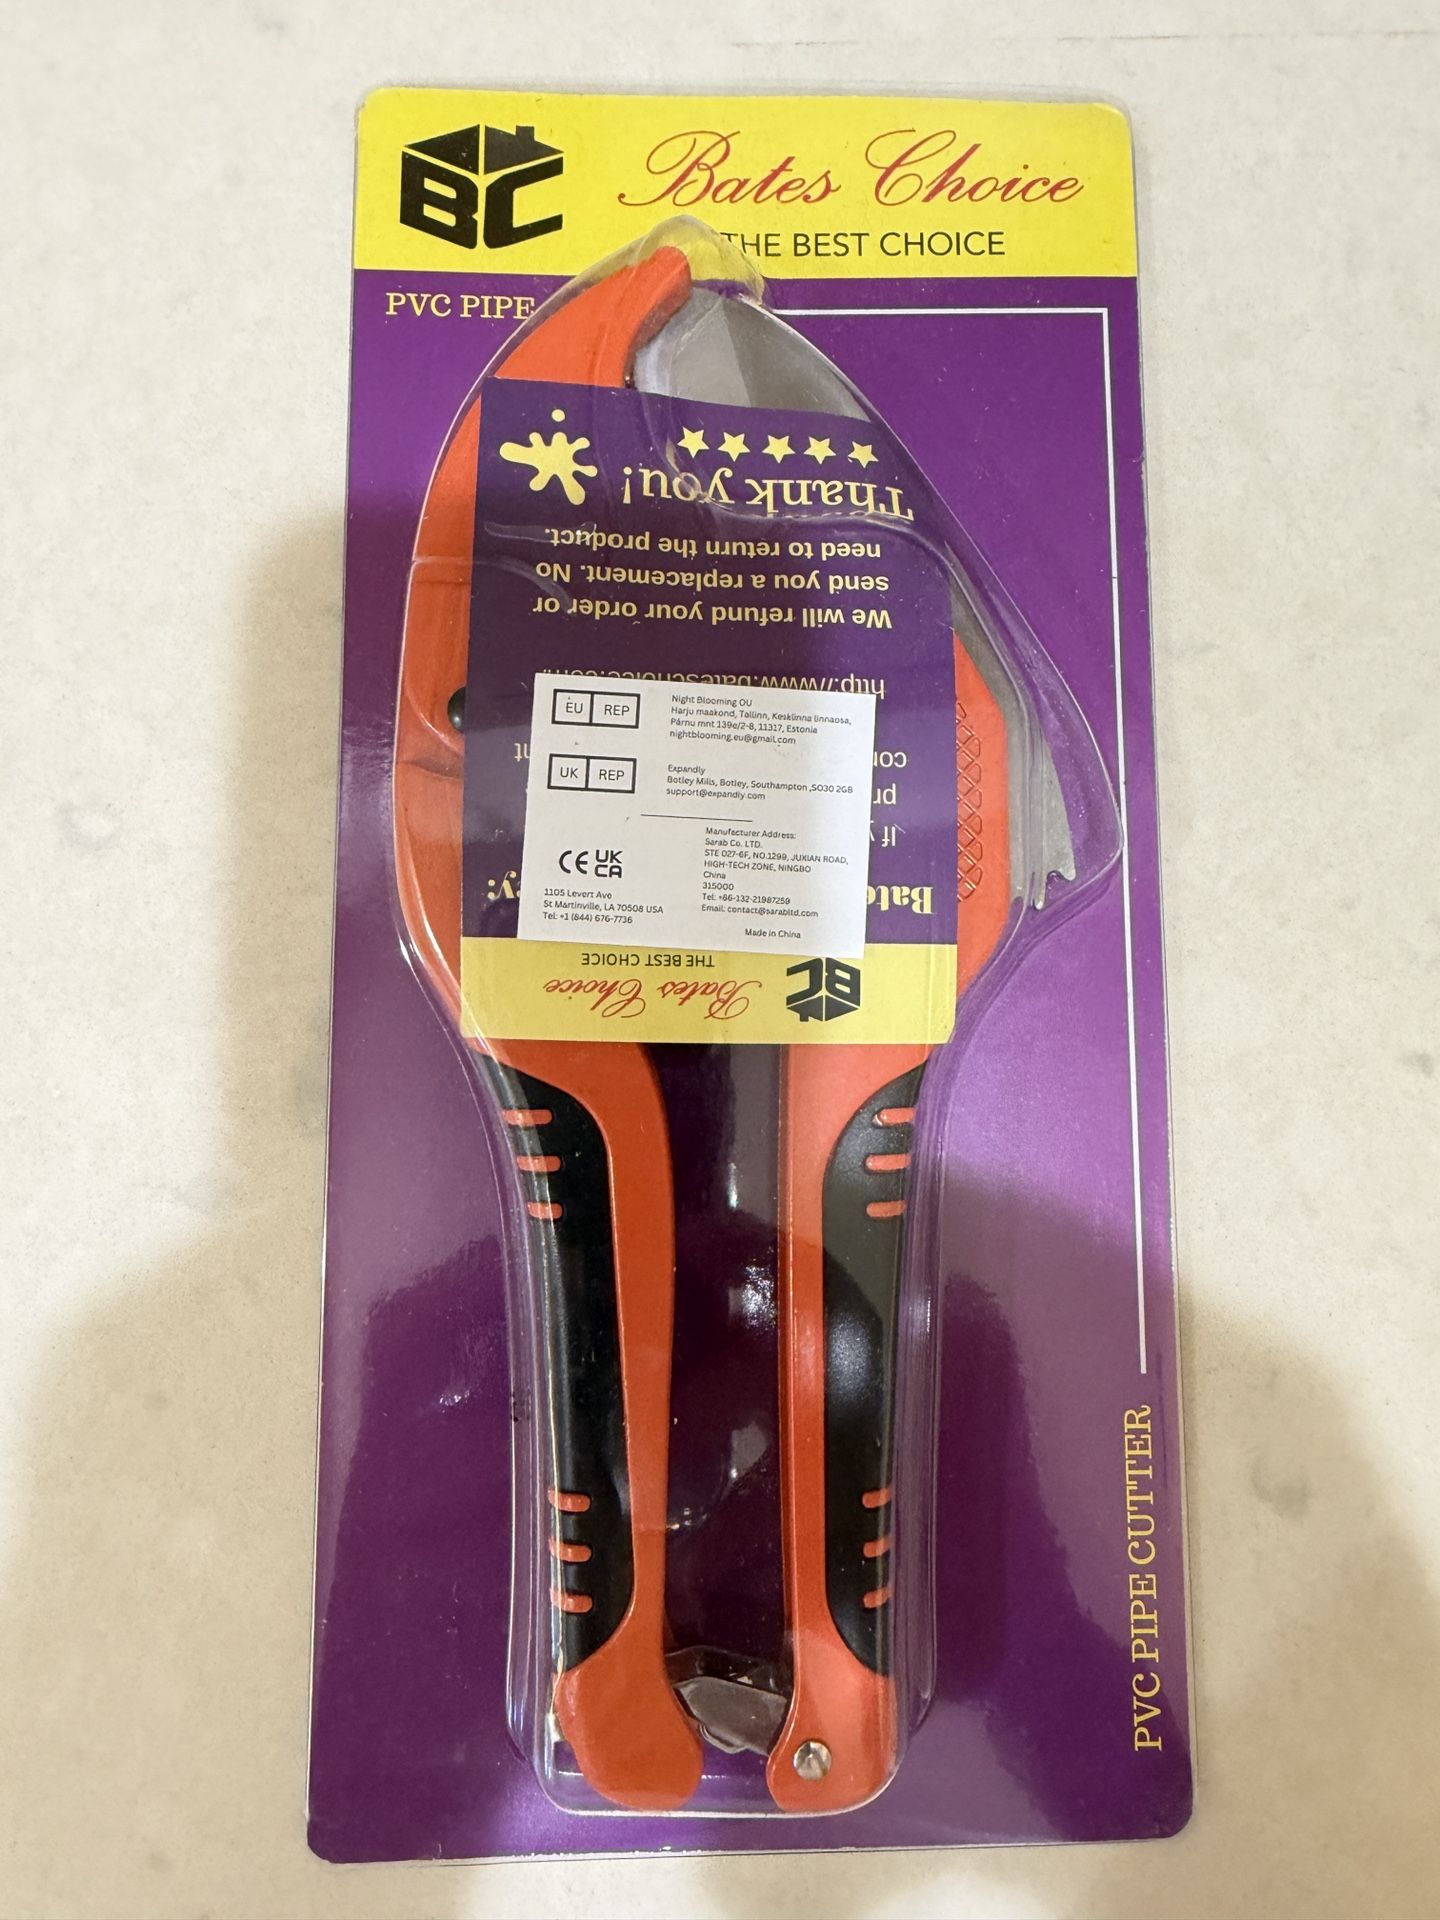 BC
Bates Choice
THE BEST CHOICE
PVC PIPE
Thank you!
need to return the product.
send you a replacement. No
We will refund your order or
http://www.bateschoice.com/
EU REP
Night Blooming OU
Harju maakond, Tallinn, Kesklinna linnaosa,
Pärnu mnt 139e/2-8, 11317, Estonia
nightblooming.eu@gmail.com
UK REP
Expandly
Botley Mills, Botley, Southampton ,SO30 2GB
support@expandly.com
CE UK
CA
1105 Levert Ave
St Martinville, LA 70508 USA
Tel: +1 (844) 676-7736
Manufacturer Address:
Sarab Co. LTD.
STE 027-6F, NO.1299, JUXIAN ROAD,
HIGH-TECH ZONE, NINGBO
China
315000
Tel: +86-132-21987259
Email: contact@sarabltd.com
Made in China
THE BEST CHOICE
Bates Choice
BC
PVC PIPE CUTTER